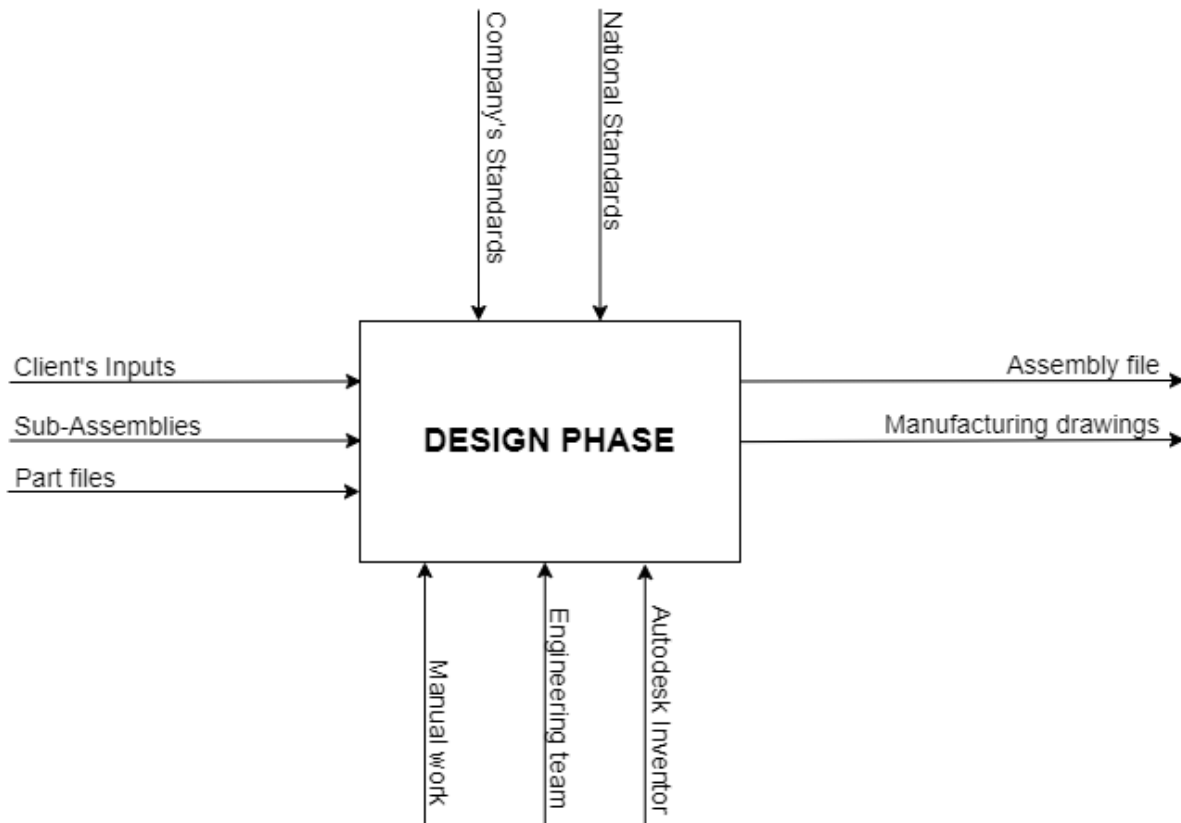 Company's Standards
National Standards
Client's Inputs
Sub-Assemblies
Part files
DESIGN PHASE
Assembly file
Manufacturing drawings
Manual work
Engineering team
Autodesk Inventor